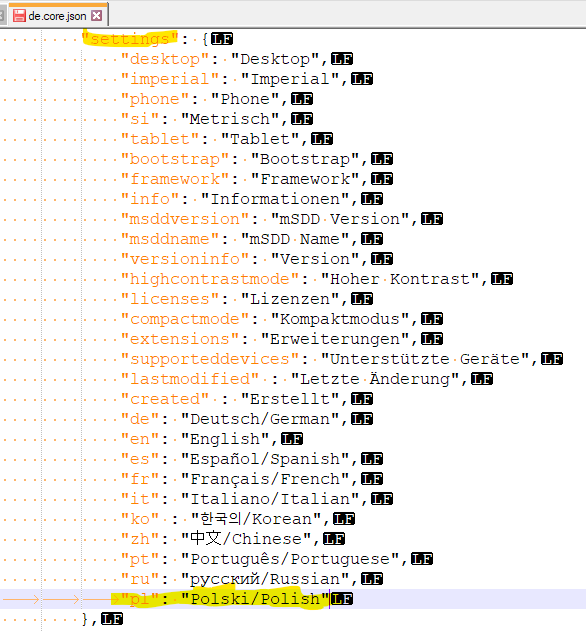 de.core.json
"settings": {LF
"desktop": "Desktop",LF
"imperial": "Imperial",LF
"phone": "Phone",LF
"si": "Metrisch",LF
"tablet": "Tablet",LF
"bootstrap": "Bootstrap",LF
"framework": "Framework",LF
"info": "Informationen",LF
"msddversion": "mSDD Version",LF
"msddname": "mSDD Name",LF
"versioninfo": "Version",LF
"highcontrastmode": "Hoher Kontrast",LF
"licenses": "Lizenzen",LF
"compactmode": "Kompaktmodus",LF
"extensions": "Erweiterungen",LF
"supporteddevices": "Unterstützte Geräte",LF
"lastmodified" : "Letzte Änderung",LF
"created" : "Erstellt",LF
"de": "Deutsch/German",LF
"en": "English",LF
"es": "Español/Spanish",LF
"fr": "Français/French",LF
"it": "Italiano/Italian",LF
"ko" : "한국의/Korean",LF
"zh": "中文/Chinese",LF
"pt": "Português/Portuguese",LF
"ru": "русский/Russian",LF
"pl": "Polski/Polish"LF
},LF